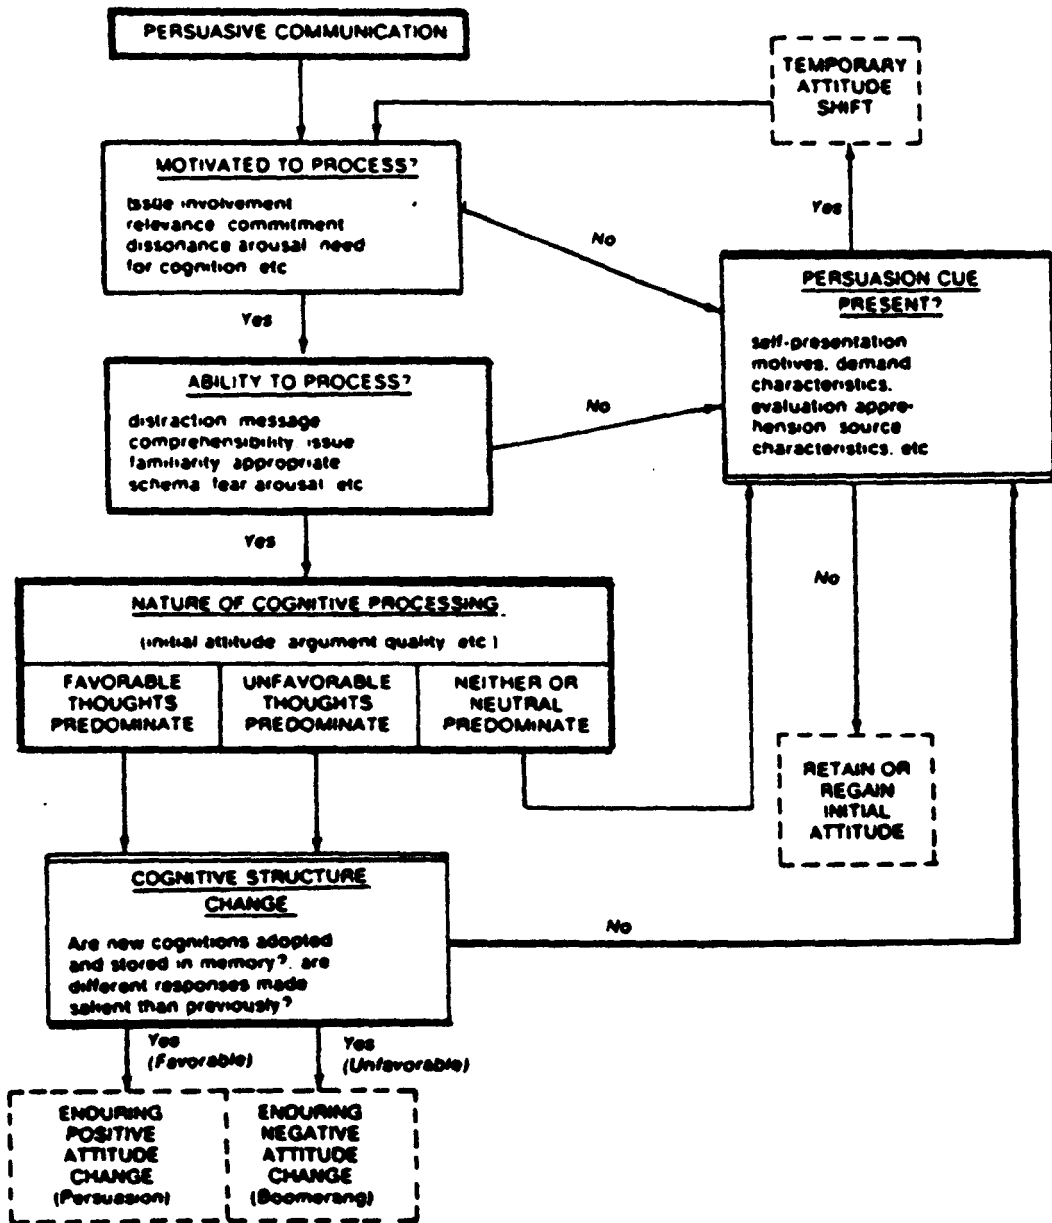 PERSUASIVE COMMUNICATION
TEMPORARY
ATTITUDE
SHIFT
MOTIVATED TO PROCESS?
issue involvement
relevance commitment
dissonance arousal need
for cognition etc
No
Yes
PERSUASION CUE
PRESENT?
self-presentation
motives, demand
characteristics,
evaluation appre-
hension source
characteristics, etc
Yes
ABILITY TO PROCESS?
distraction message
comprehensibility issue
familiarity appropriate
schema fear arousal etc
No
Yes
No
NATURE OF COGNITIVE PROCESSING
(initial attitude argument quality etc)
FAVORABLE
THOUGHTS
PREDOMINATE
UNFAVORABLE
THOUGHTS
PREDOMINATE
NEITHER OR
NEUTRAL
PREDOMINATE
RETAIN OR
REGAIN
INITIAL
ATTITUDE
COGNITIVE STRUCTURE
CHANGE
Are new cognitions adopted
and stored in memory?, are
different responses made
salient than previously?
No
Yes
(Favorable)
Yes
(Unfavorable)
ENDURING
POSITIVE
ATTITUDE
CHANGE
(Persuasion)
ENDURING
NEGATIVE
ATTITUDE
CHANGE
(Boomerang)